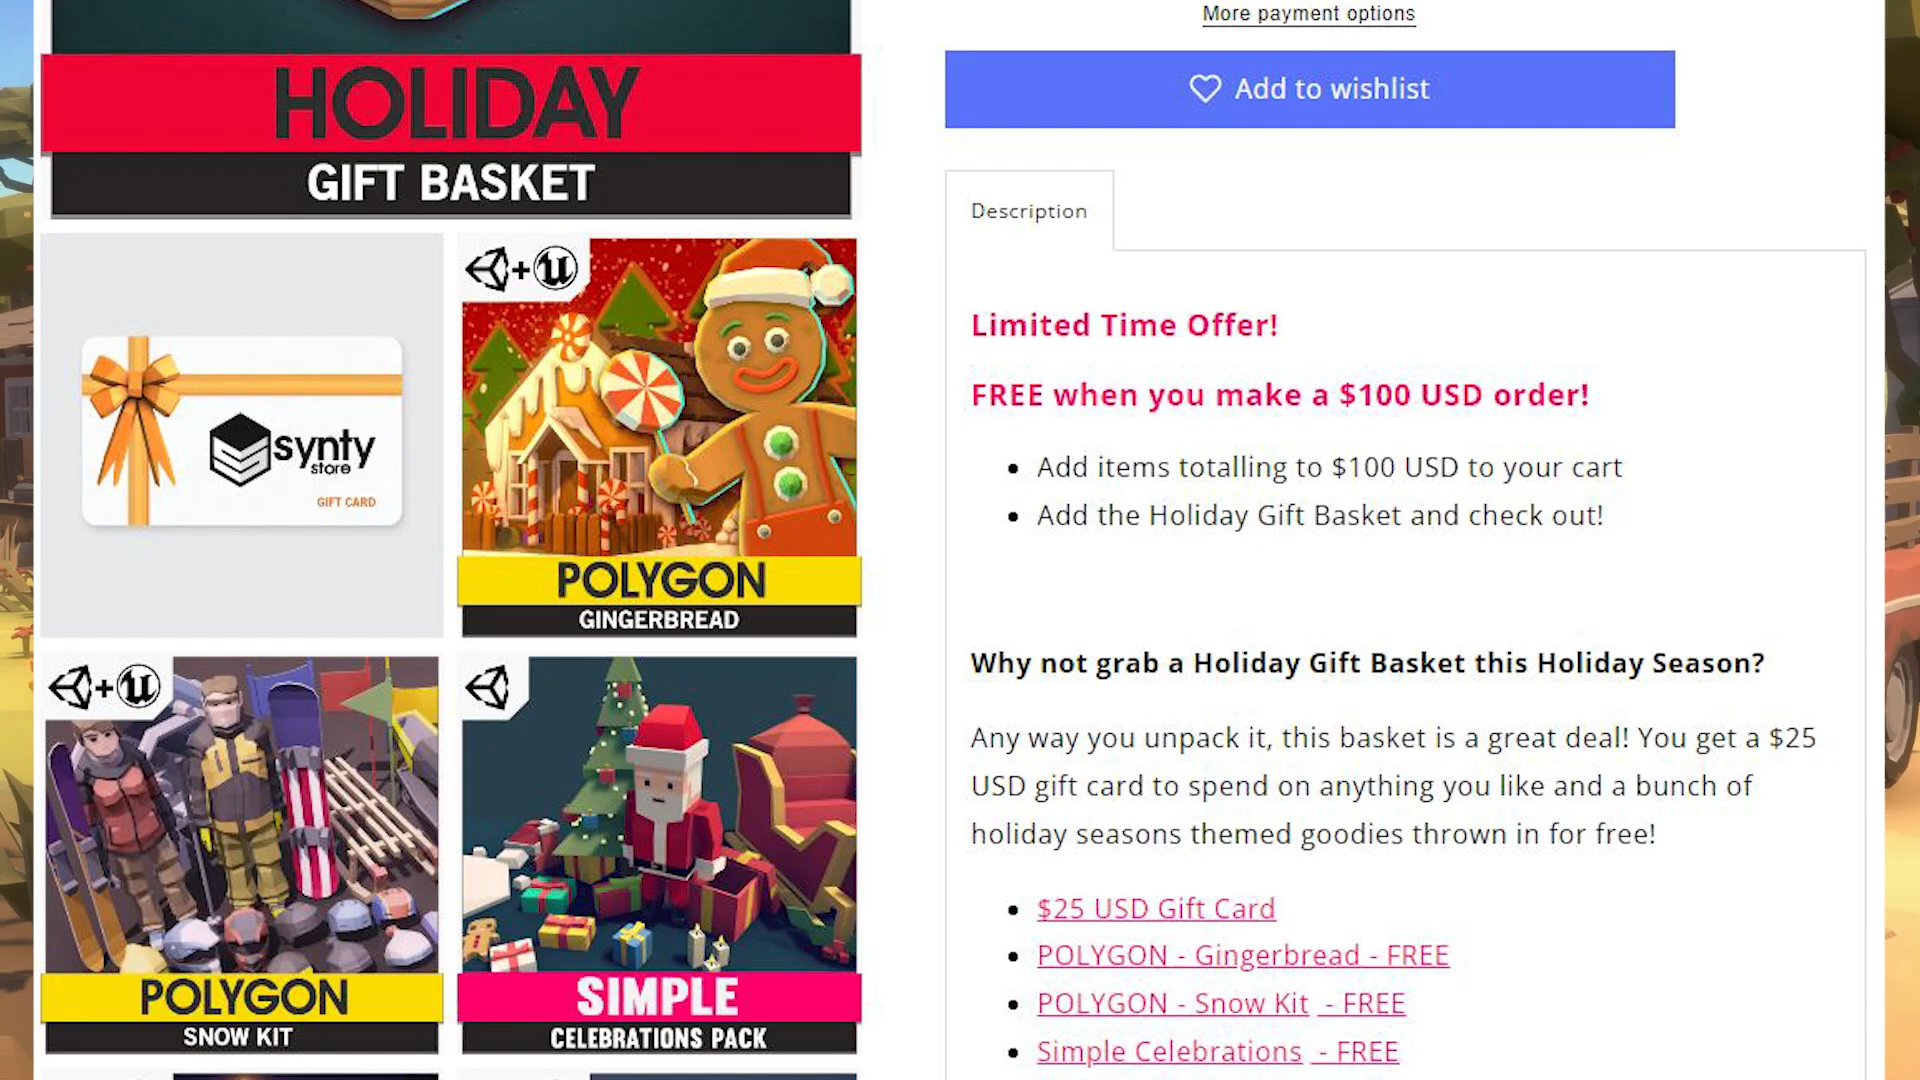 HOLIDAY
GIFT BASKET
synty
store
GIFT CARD
POLYGON
GINGERBREAD
POLYGON
SNOW KIT
SIMPLE
CELEBRATIONS PACK
More payment options
Add to wishlist
Description
Limited Time Offer!
FREE when you make a $100 USD order!
Add items totalling to $100 USD to your cart
Add the Holiday Gift Basket and check out!
Why not grab a Holiday Gift Basket this Holiday Season?
Any way you unpack it, this basket is a great deal! You get a $25
USD gift card to spend on anything you like and a bunch of
holiday seasons themed goodies thrown in for free!
$25 USD Gift Card
POLYGON - Gingerbread - FREE
POLYGON - Snow Kit - FREE
Simple Celebrations - FREE